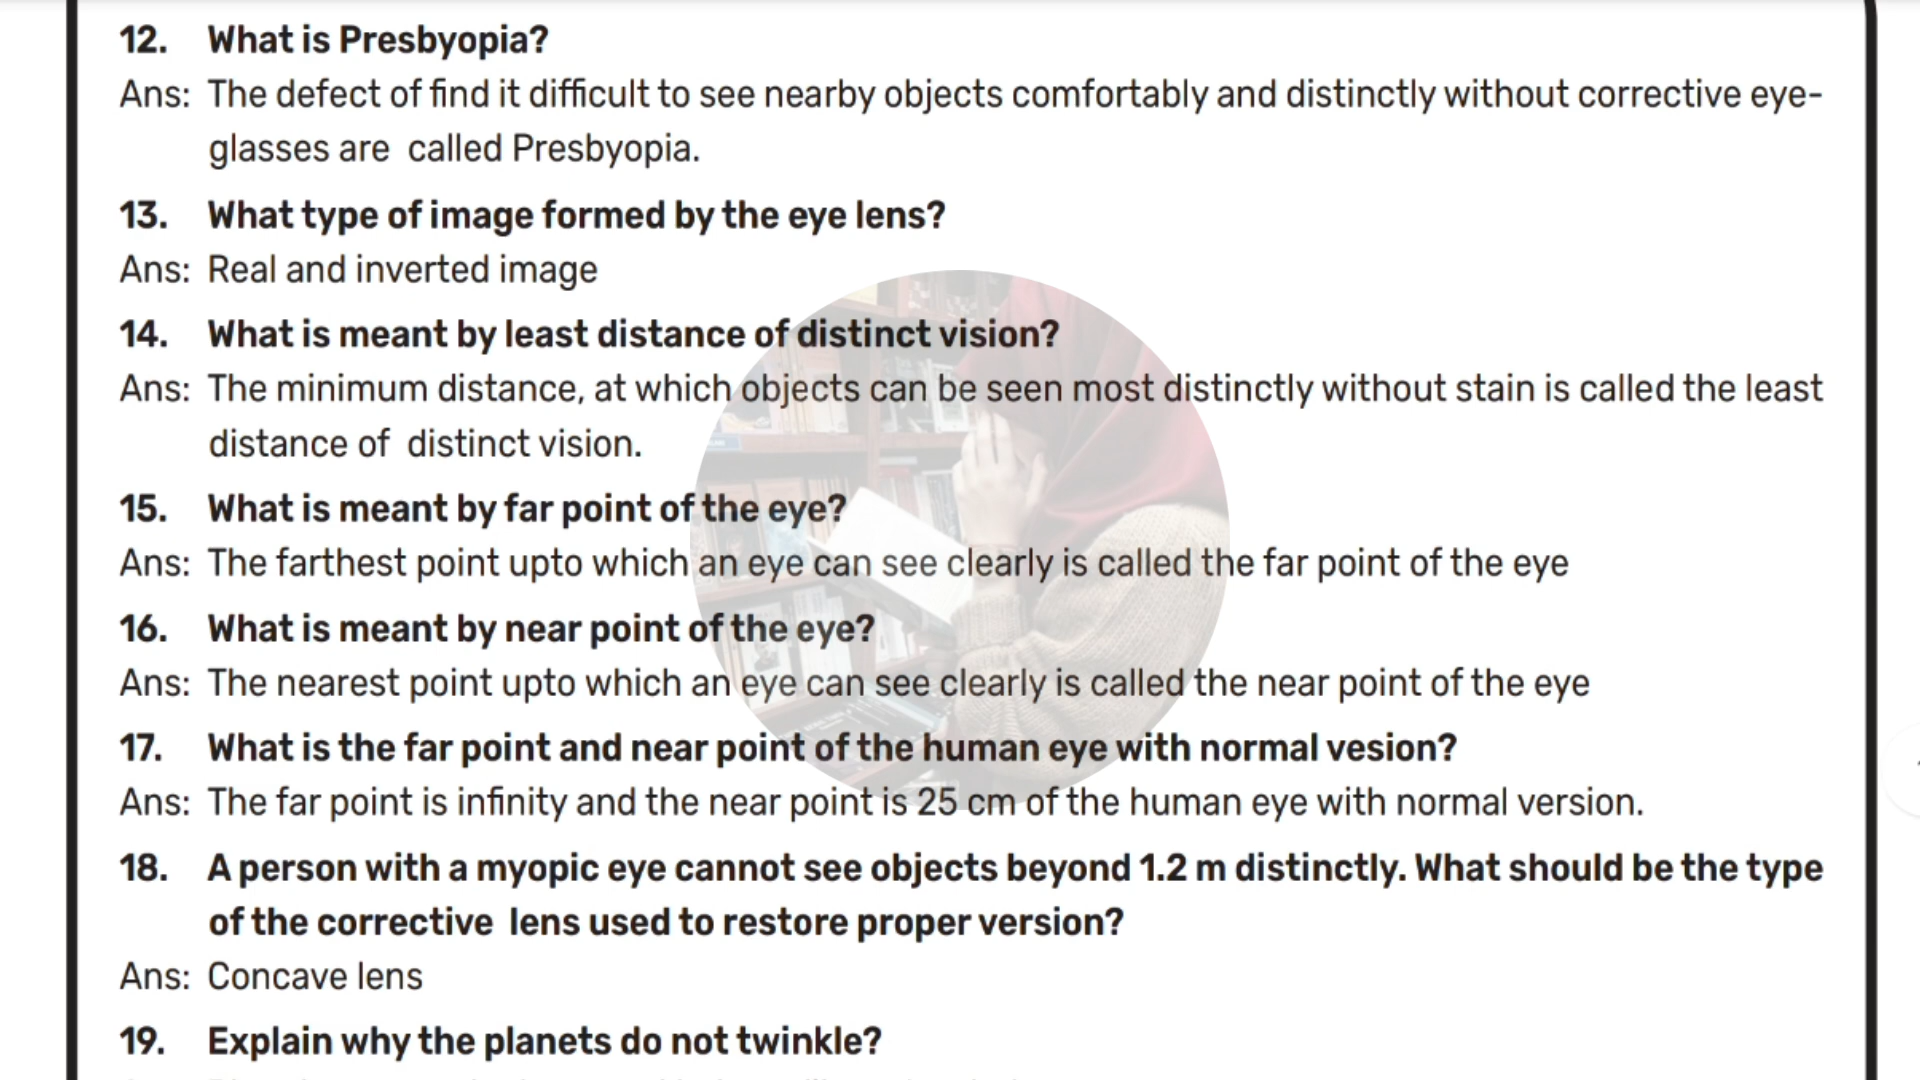 12. What is Presbyopia?
Ans: The defect of find it difficult to see nearby objects comfortably and distinctly without corrective eye-
glasses are called Presbyopia.
13. What type of image formed by the eye lens?
Ans: Real and inverted image
14. What is meant by least distance of distinct vision?
Ans: The minimum distance, at which objects can be seen most distinctly without stain is called the least
distance of distinct vision.
15. What is meant by far point of the eye?
Ans: The farthest point upto which an eye can see clearly is called the far point of the eye
16. What is meant by near point of the eye?
Ans: The nearest point upto which an eye can see clearly is called the near point of the eye
17. What is the far point and near point of the human eye with normal vesion?
Ans: The far point is infinity and the near point is 25 cm of the human eye with normal version.
18. A person with a myopic eye cannot see objects beyond 1.2 m distinctly. What should be the type
of the corrective lens used to restore proper version?
Ans: Concave lens
19. Explain why the planets do not twinkle?